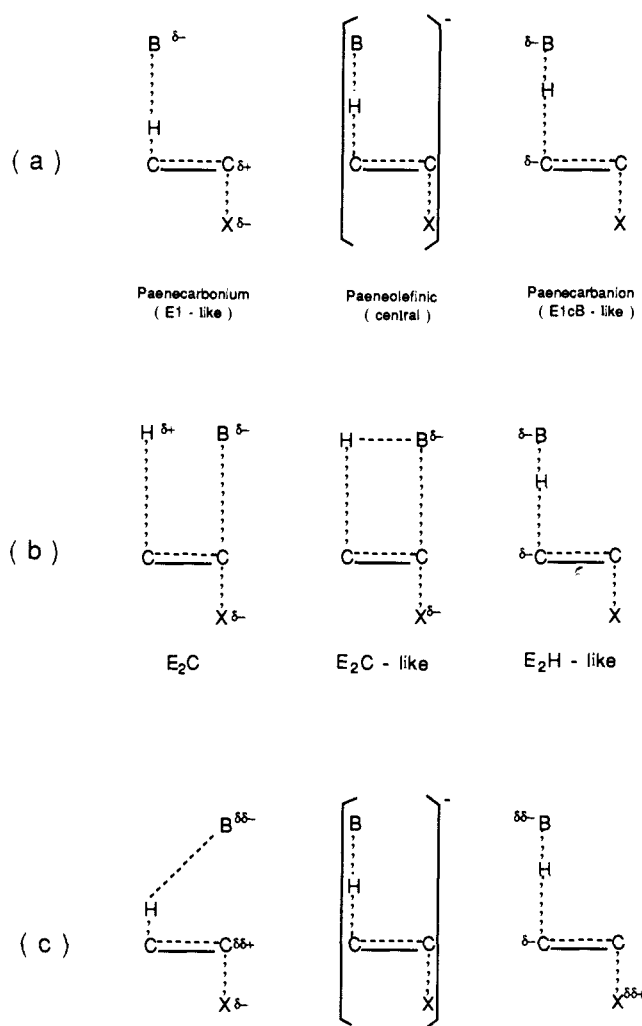 B δ–
B
–
δ– B
H
H
H
( a )
C C δ+
C C
δ– C C
X δ–
X
X
Paenecarbonium
Paeneolefinic
Paenecarbanion
( E1 - like )
( central )
( E1cB - like )
H δ+ B δ–
H B δ–
δ– B
H
( b )
C C
C C
δ– C C
X δ–
X δ–
X
E2C
E2C - like
E2H - like
B δδ–
B
–
δδ– B
H
H
H
( c )
C C δδ+
C C
δ– C C
X δ–
X
X δδ+